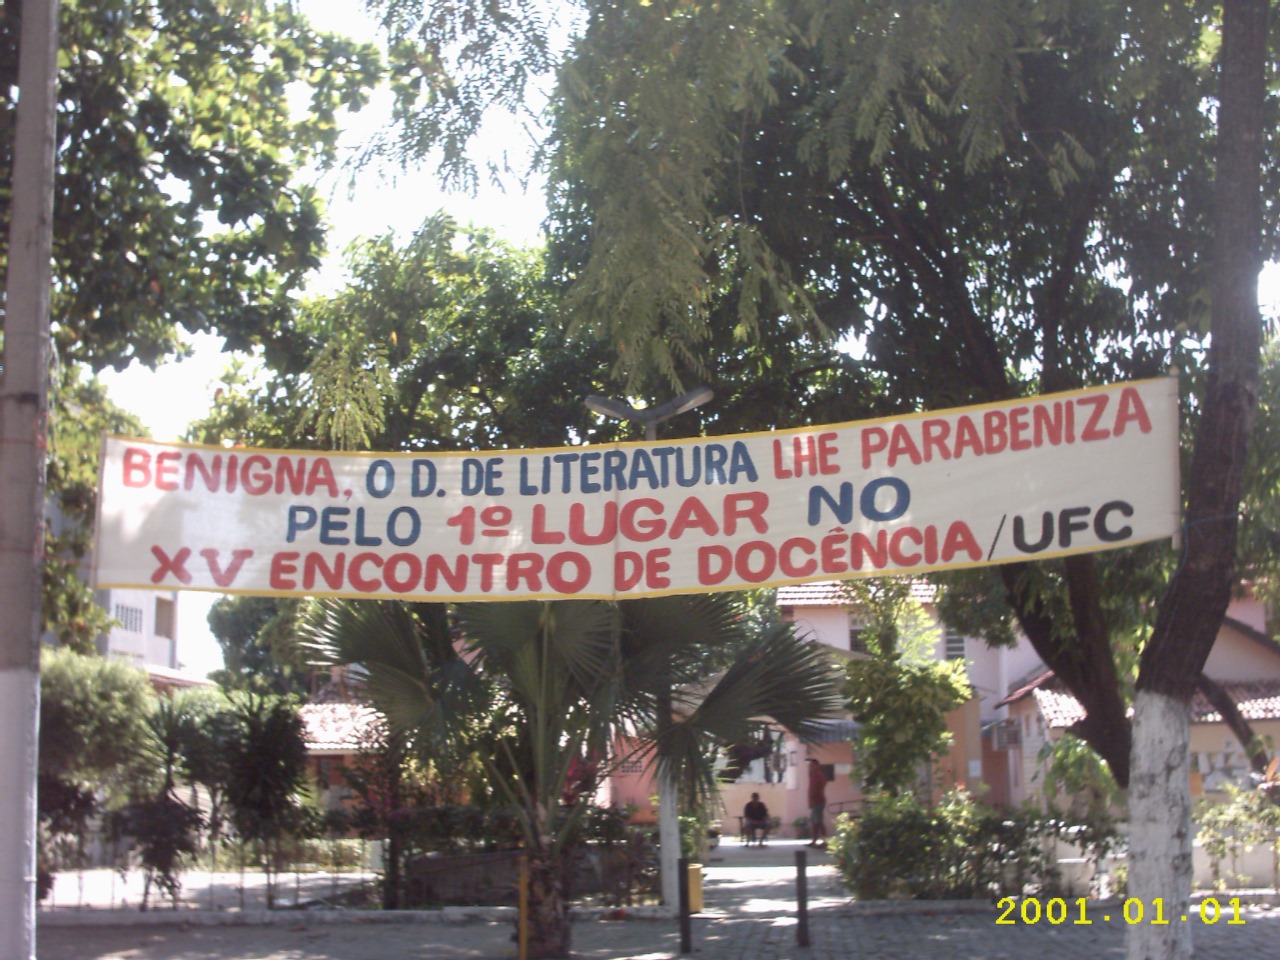 BENIGNA, O D. DE LITERATURA LHE PARABENIZA
PELO 1º LUGAR NO
XV ENCONTRO DE DOCÊNCIA/UFC
2001.01.01